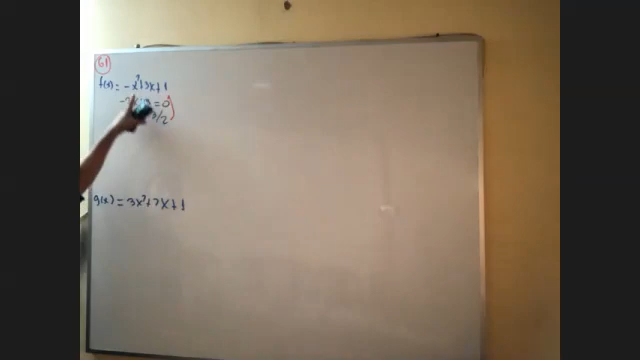 61
f(x) = -x²+3x+1
= 0
3/2
g(x) = 3x²+7x+1